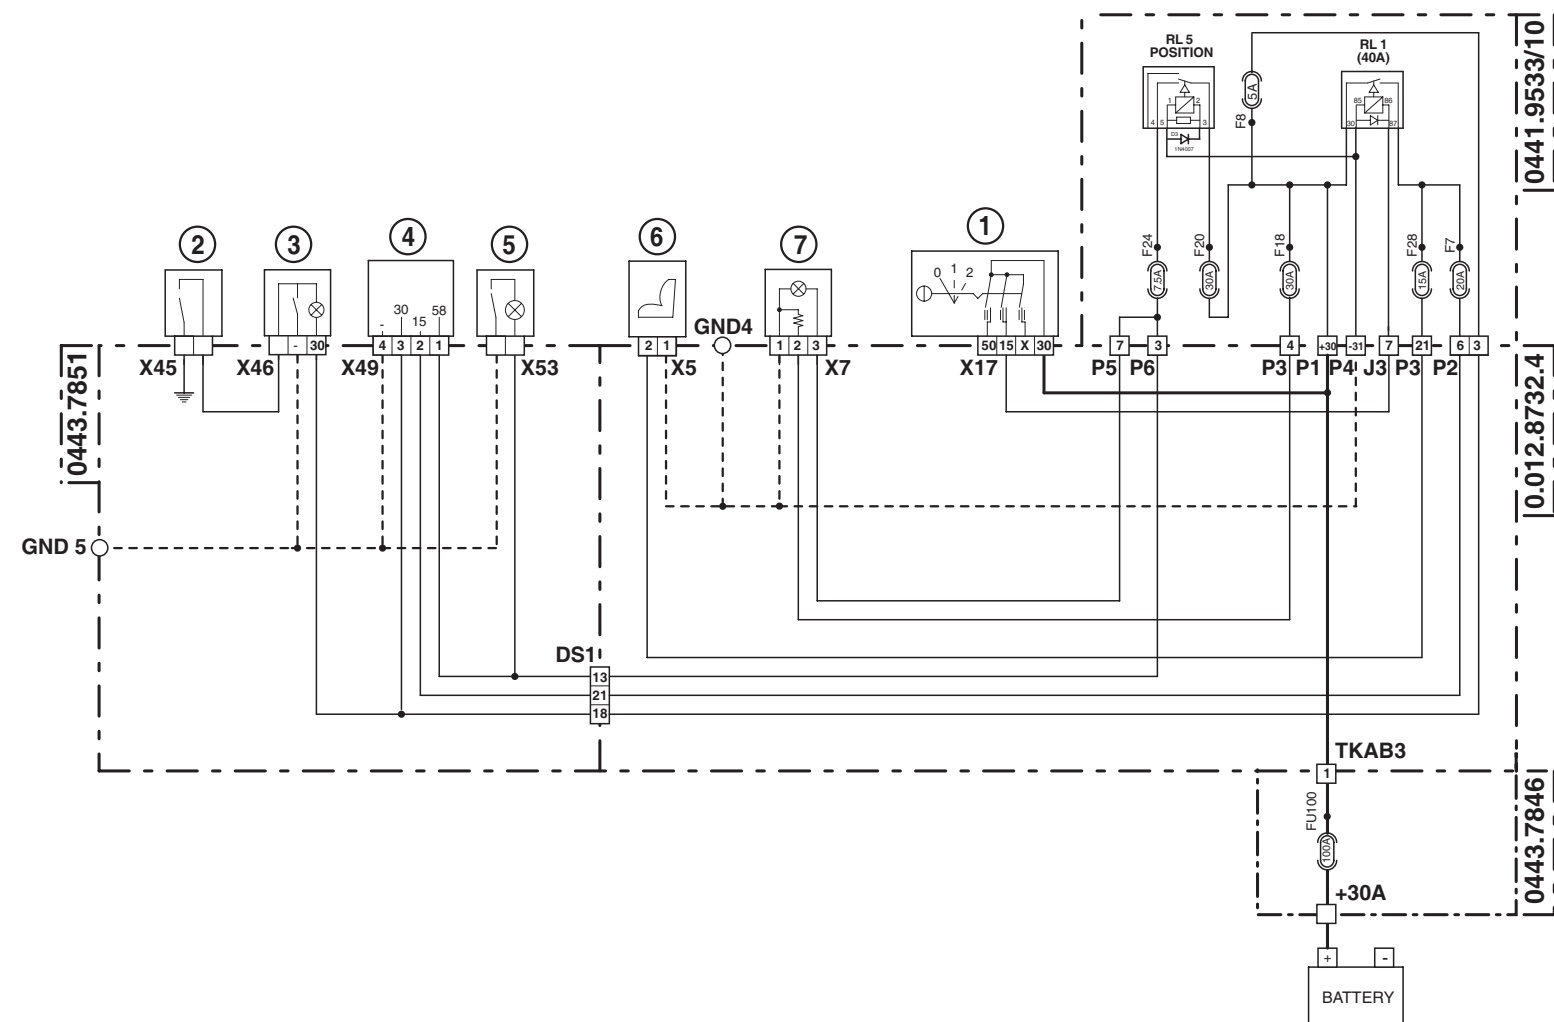 RL 5
POSITION
RL 1
(40A)
0441.9533/10
5A
F8
1 2
4 5 3
D3
1N4007
85 86
30 87
F24
7.5A
F20
30A
F18
30A
F28
15A
F7
20A
2
3
4
5
6
7
1
0 1 2
- 30 15 58
GND4
X45
- 30
X46
4 3 2 1
X49
X53
2 1
X5
1 2 3
X7
50 15 X 30
X17
7 3
P5 P6
4 +30 -31 7 21 6 3
P3 P1 P4 J3 P3 P2
0443.7851
0.012.8732.4
GND 5
DS1
13
21
18
TKAB3
1
FU100
100A
0443.7846
+30A
+ -
BATTERY